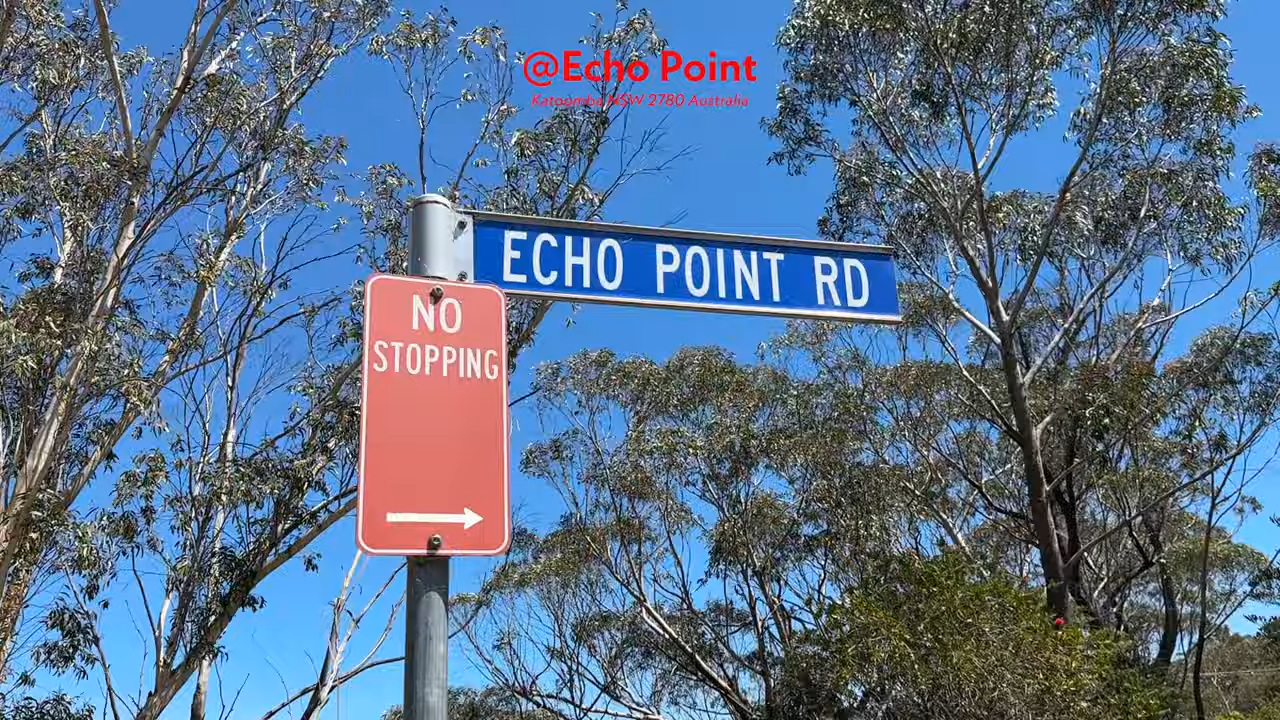 @Echo Point
Katoomba NSW 2780 Australia
ECHO POINT RD
NO
STOPPING